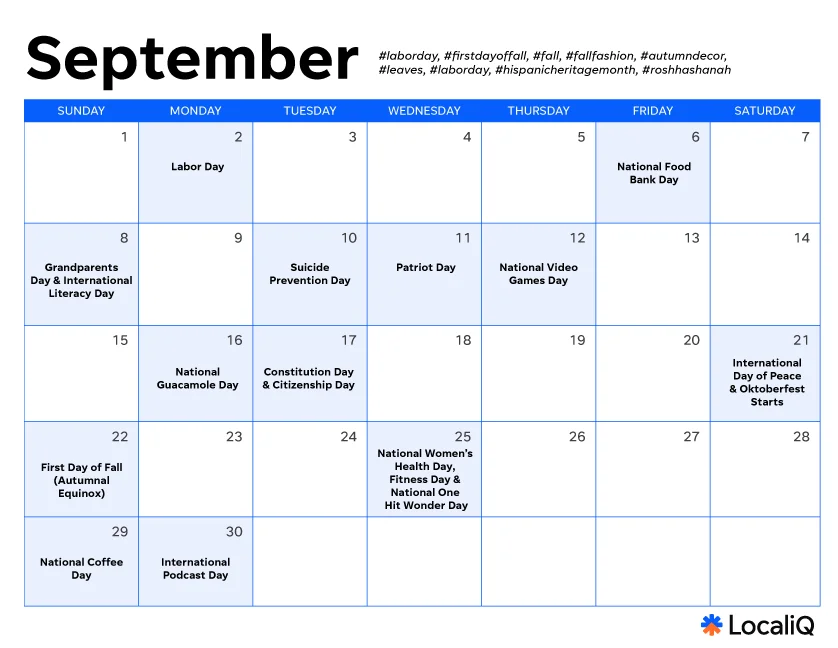 September
#laborday, #firstdayoffall, #fall, #fallfashion, #autumndecor,
#leaves, #laborday, #hispanicheritagemonth, #roshhashanah
SUNDAY MONDAY TUESDAY WEDNESDAY THURSDAY FRIDAY SATURDAY
1
2
Labor Day
3
4
5
6
National Food
Bank Day
7
8
Grandparents
Day & International
Literacy Day
9
10
Suicide
Prevention Day
11
Patriot Day
12
National Video
Games Day
13
14
15
16
National
Guacamole Day
17
Constitution Day
& Citizenship Day
18
19
20
21
International
Day of Peace
& Oktoberfest
Starts
22
First Day of Fall
(Autumnal
Equinox)
23
24
25
National Women's
Health Day,
Fitness Day &
National One
Hit Wonder Day
26
27
28
29
National Coffee
Day
30
International
Podcast Day
LocaliQ